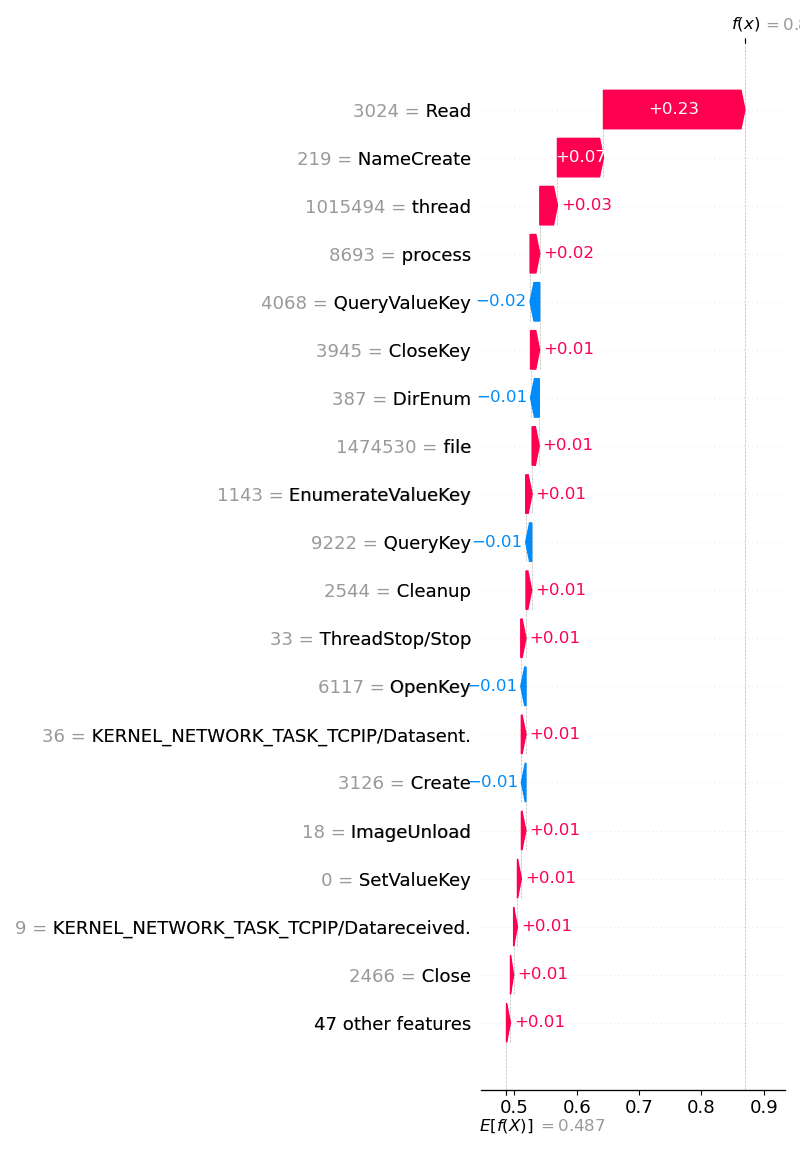 f(x) = 0.8
3024 = Read +0.23
219 = NameCreate +0.07
1015494 = thread +0.03
8693 = process +0.02
4068 = QueryValueKey −0.02
3945 = CloseKey +0.01
387 = DirEnum −0.01
1474530 = file +0.01
1143 = EnumerateValueKey +0.01
9222 = QueryKey −0.01
2544 = Cleanup +0.01
33 = ThreadStop/Stop +0.01
6117 = OpenKey −0.01
36 = KERNEL_NETWORK_TASK_TCPIP/Datasent. +0.01
3126 = Create −0.01
18 = ImageUnload +0.01
0 = SetValueKey +0.01
9 = KERNEL_NETWORK_TASK_TCPIP/Datareceived. +0.01
2466 = Close +0.01
47 other features +0.01
0.5 0.6 0.7 0.8 0.9
E[f(X)] = 0.487